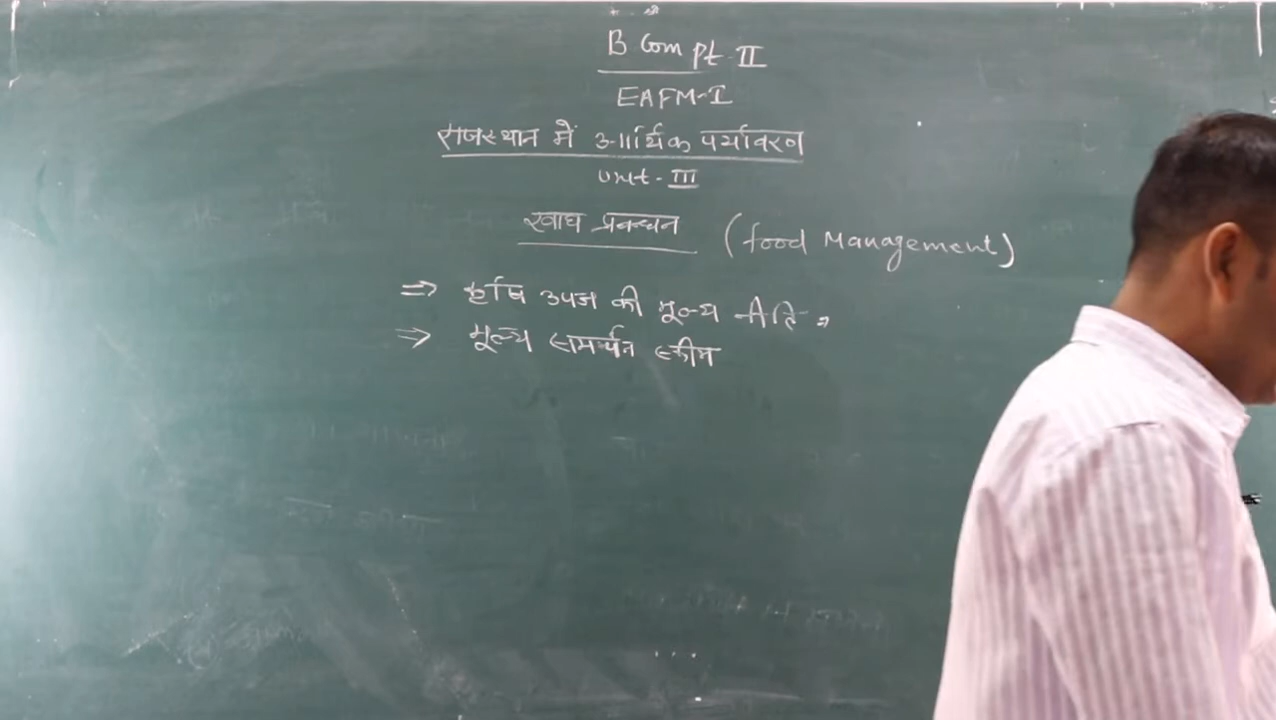 B Com pt II
EAFM-I
राजस्थान में आर्थिक पर्यावरण
Unit - III
खाद्य प्रबन्धन (food Management)
⇒ कृषि उपज की मूल्य नीति
⇒ मूल्य समर्थन स्कीम